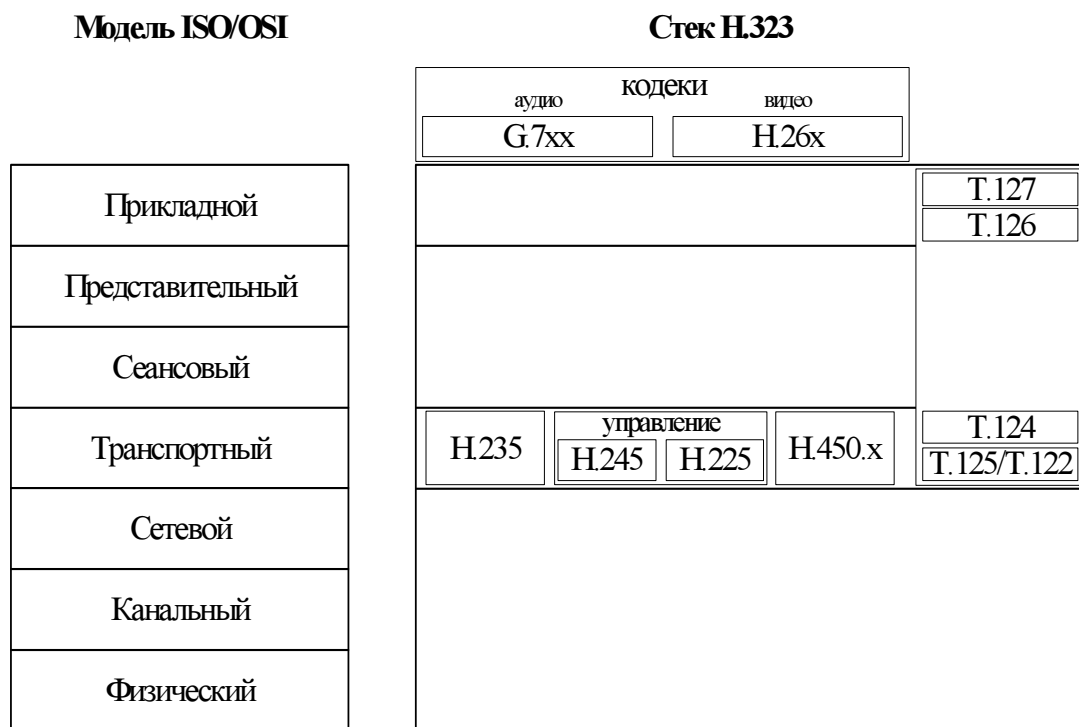 Модель ISO/OSI
Стек H.323
кодеки
аудио
видео
G.7xx
H.26x
Прикладной
T.127
T.126
Представительный
Сеансовый
Транспортный
H.235
управление
H.245
H.225
H.450.x
T.124
T.125/T.122
Сетевой
Канальный
Физический